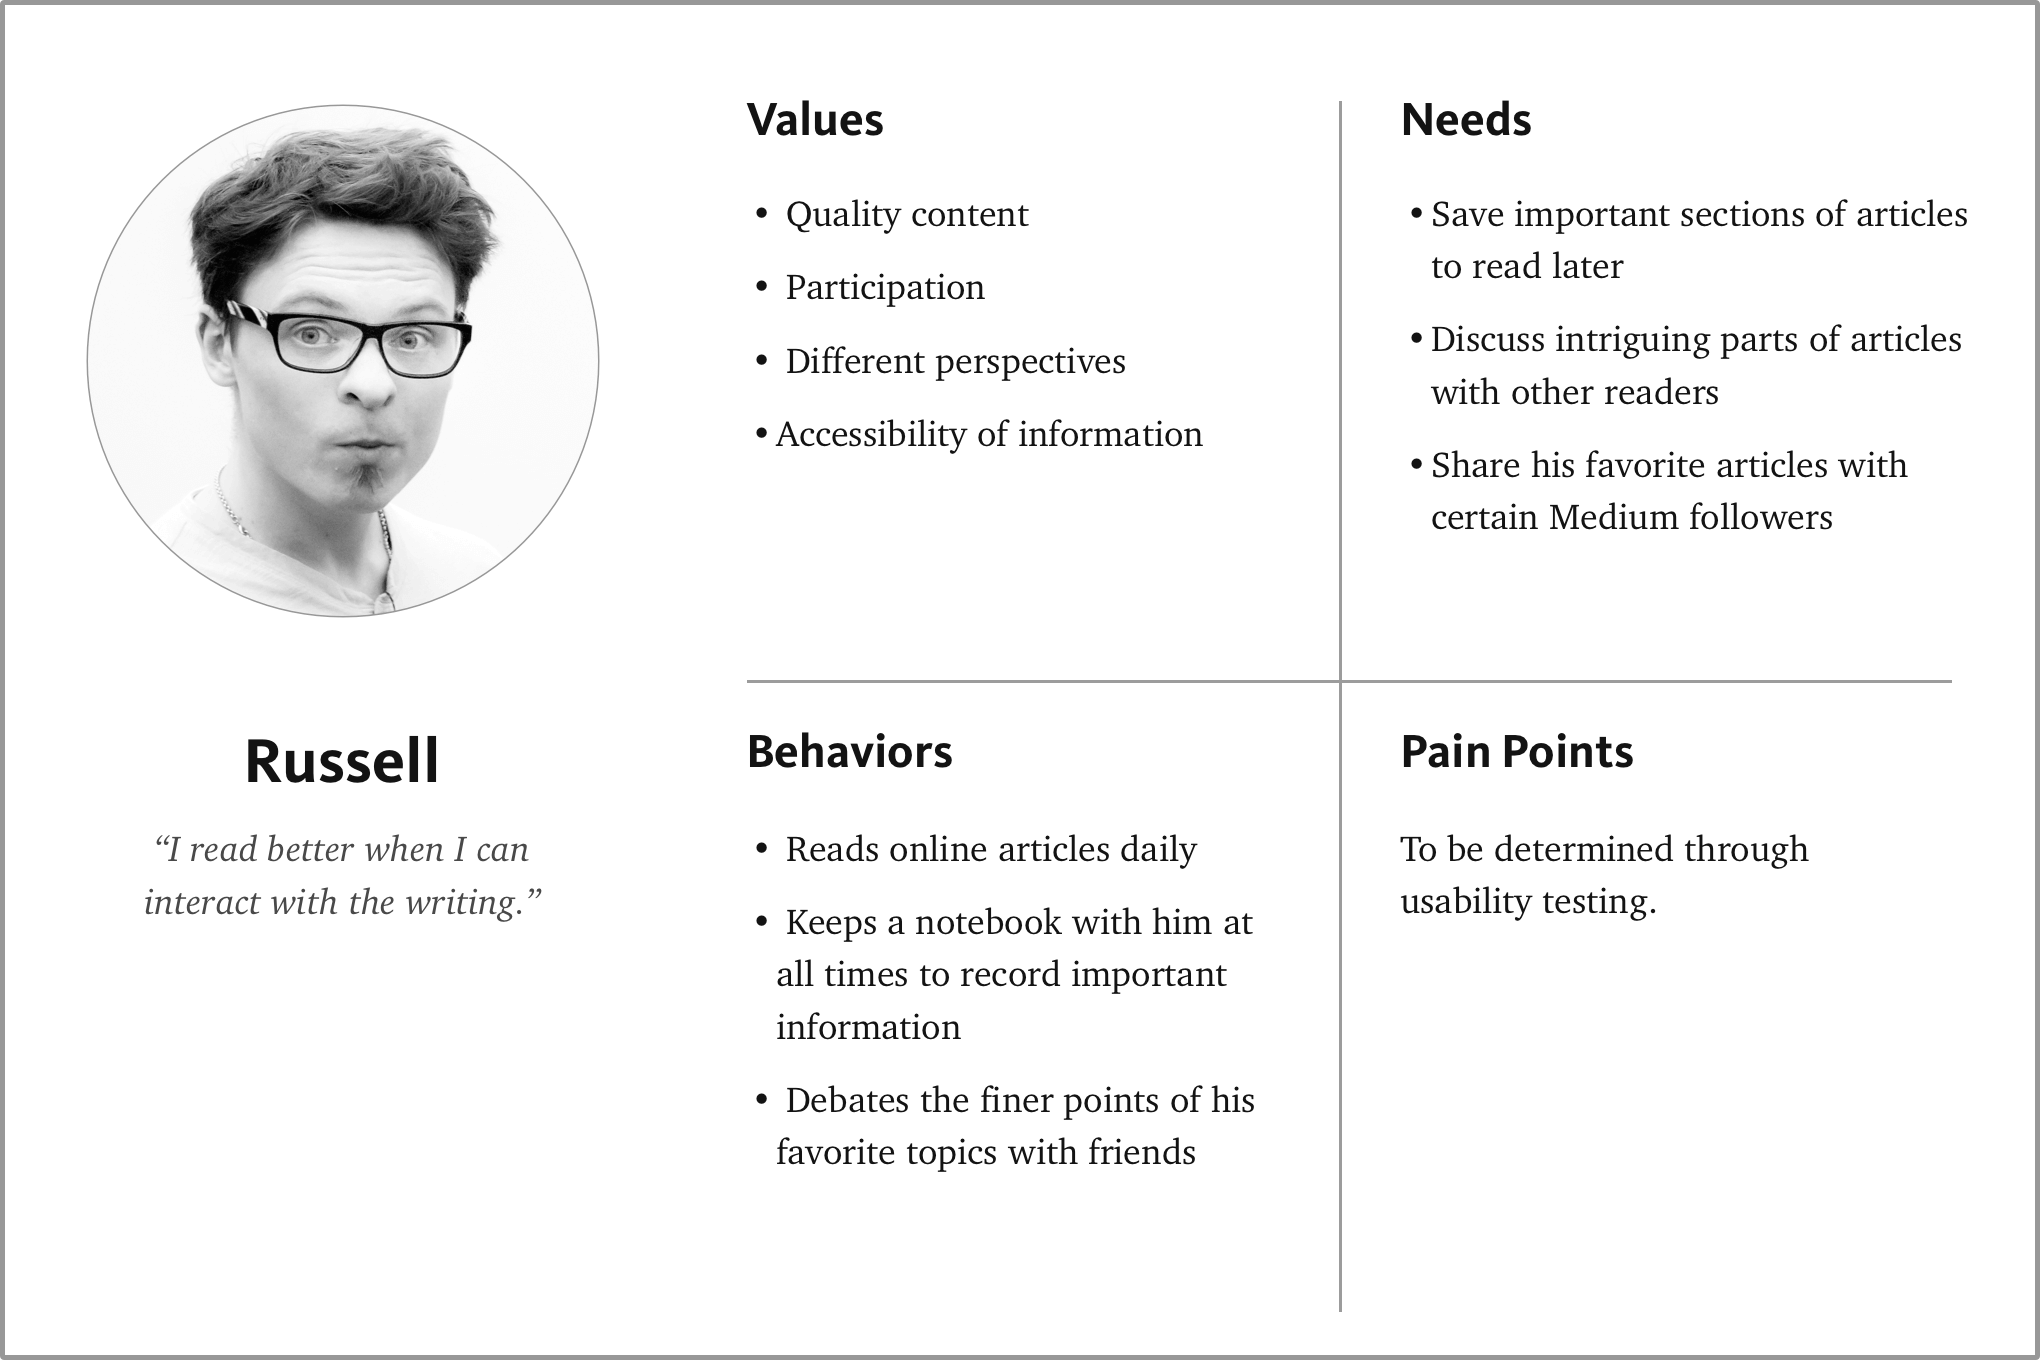 Russell
“I read better when I can
interact with the writing.”
Values
• Quality content
• Participation
• Different perspectives
• Accessibility of information
Needs
• Save important sections of articles
to read later
• Discuss intriguing parts of articles
with other readers
• Share his favorite articles with
certain Medium followers
Behaviors
• Reads online articles daily
• Keeps a notebook with him at
all times to record important
information
• Debates the finer points of his
favorite topics with friends
Pain Points
To be determined through
usability testing.